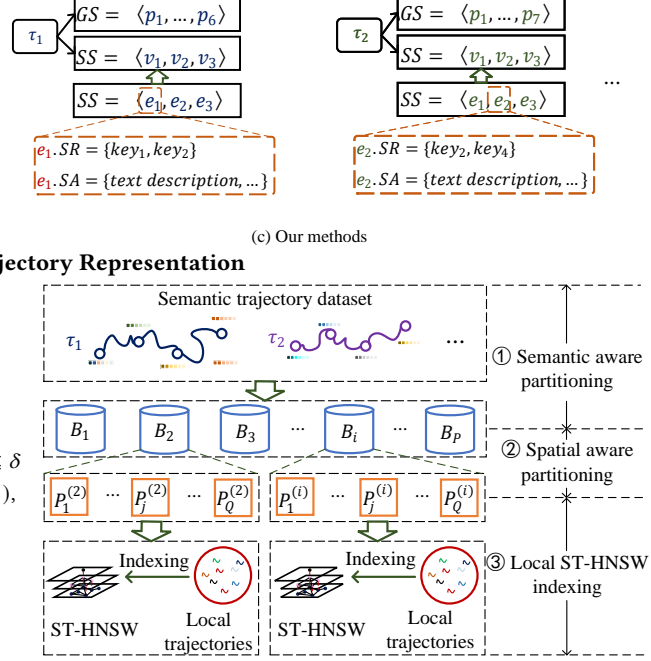 GS = ⟨p₁, … , p₆⟩
τ₁
SS = ⟨v₁, v₂, v₃⟩
SS = ⟨e₁, e₂, e₃⟩
e₁.SR = {key₁, key₂}
e₁.SA = {text description, …}
GS = ⟨p₁, … , p₇⟩
τ₂
SS = ⟨v₁, v₂, v₃⟩
SS = ⟨e₁, e₂, e₃⟩
...
e₂.SR = {key₂, key₄}
e₂.SA = {text description, …}
(c) Our methods
jectory Representation
Semantic trajectory dataset
τ₁ τ₂ ...
① Semantic aware
partitioning
B₁ B₂ B₃ ... Bᵢ ... B_P
② Spatial aware
partitioning
δ
),
P₁⁽²⁾ ... Pⱼ⁽²⁾ ... P_Q⁽²⁾ P₁⁽ⁱ⁾ ... Pⱼ⁽ⁱ⁾ ... P_Q⁽ⁱ⁾
Indexing
ST-HNSW
Local
trajectories
Indexing
ST-HNSW
Local
trajectories
③ Local ST-HNSW
indexing